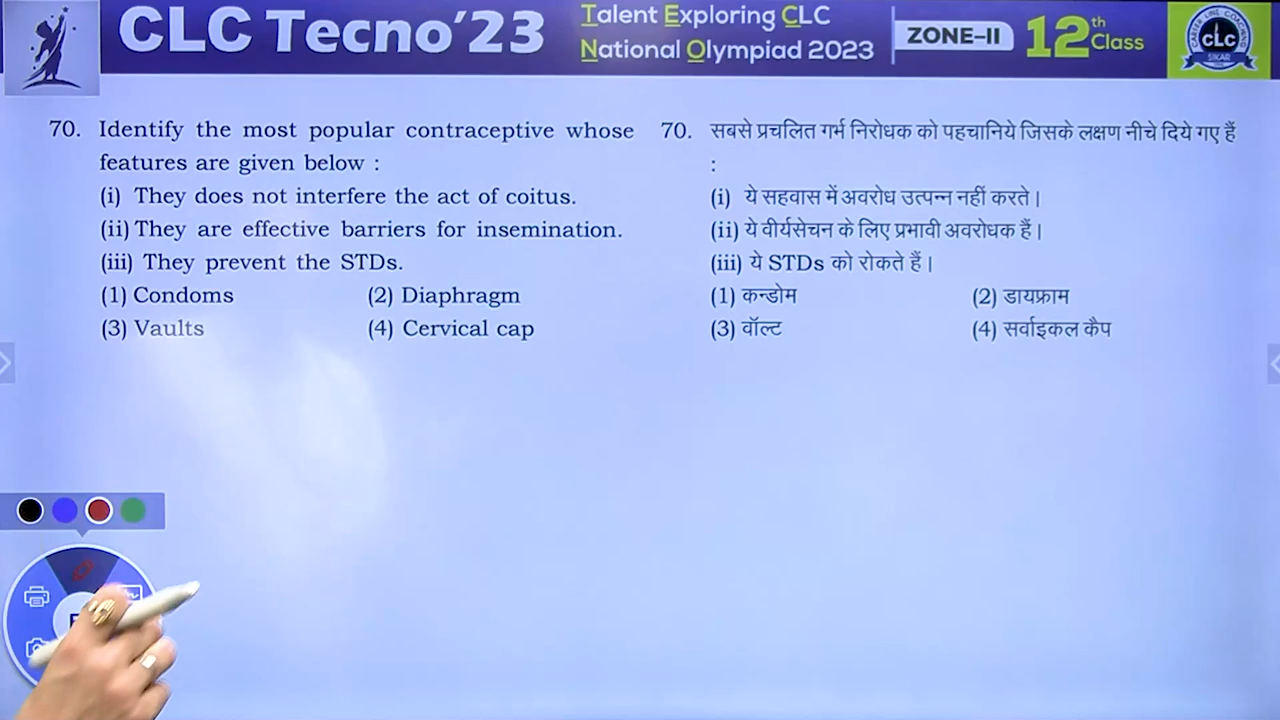 CLC Tecno'23
Talent Exploring CLC
National Olympiad 2023
ZONE-II
12th Class
CAREER LINE COACHING
CLC
SIKAR
70. Identify the most popular contraceptive whose
features are given below :
(i) They does not interfere the act of coitus.
(ii) They are effective barriers for insemination.
(iii) They prevent the STDs.
(1) Condoms (2) Diaphragm
(3) Vaults (4) Cervical cap
70. सबसे प्रचलित गर्भ निरोधक को पहचानिये जिसके लक्षण नीचे दिये गए हैं
:
(i) ये सहवास में अवरोध उत्पन्न नहीं करते।
(ii) ये वीर्यसेचन के लिए प्रभावी अवरोधक हैं।
(iii) ये STDs को रोकते हैं।
(1) कन्डोम (2) डायफ्राम
(3) वॉल्ट (4) सर्वाइकल कैप